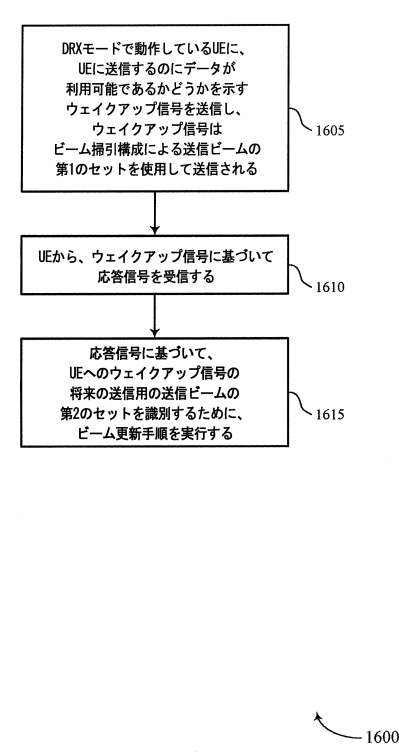 DRXモードで動作しているUEに、
UEに送信するのにデータが
利用可能であるかどうかを示す
ウェイクアップ信号を送信し、
ウェイクアップ信号は
ビーム掃引構成による送信ビームの
第1のセットを使用して送信される
1605
UEから、ウェイクアップ信号に基づいて
応答信号を受信する
1610
応答信号に基づいて、
UEへのウェイクアップ信号の
将来の送信用の送信ビームの
第2のセットを識別するために、
ビーム更新手順を実行する
1615
1600